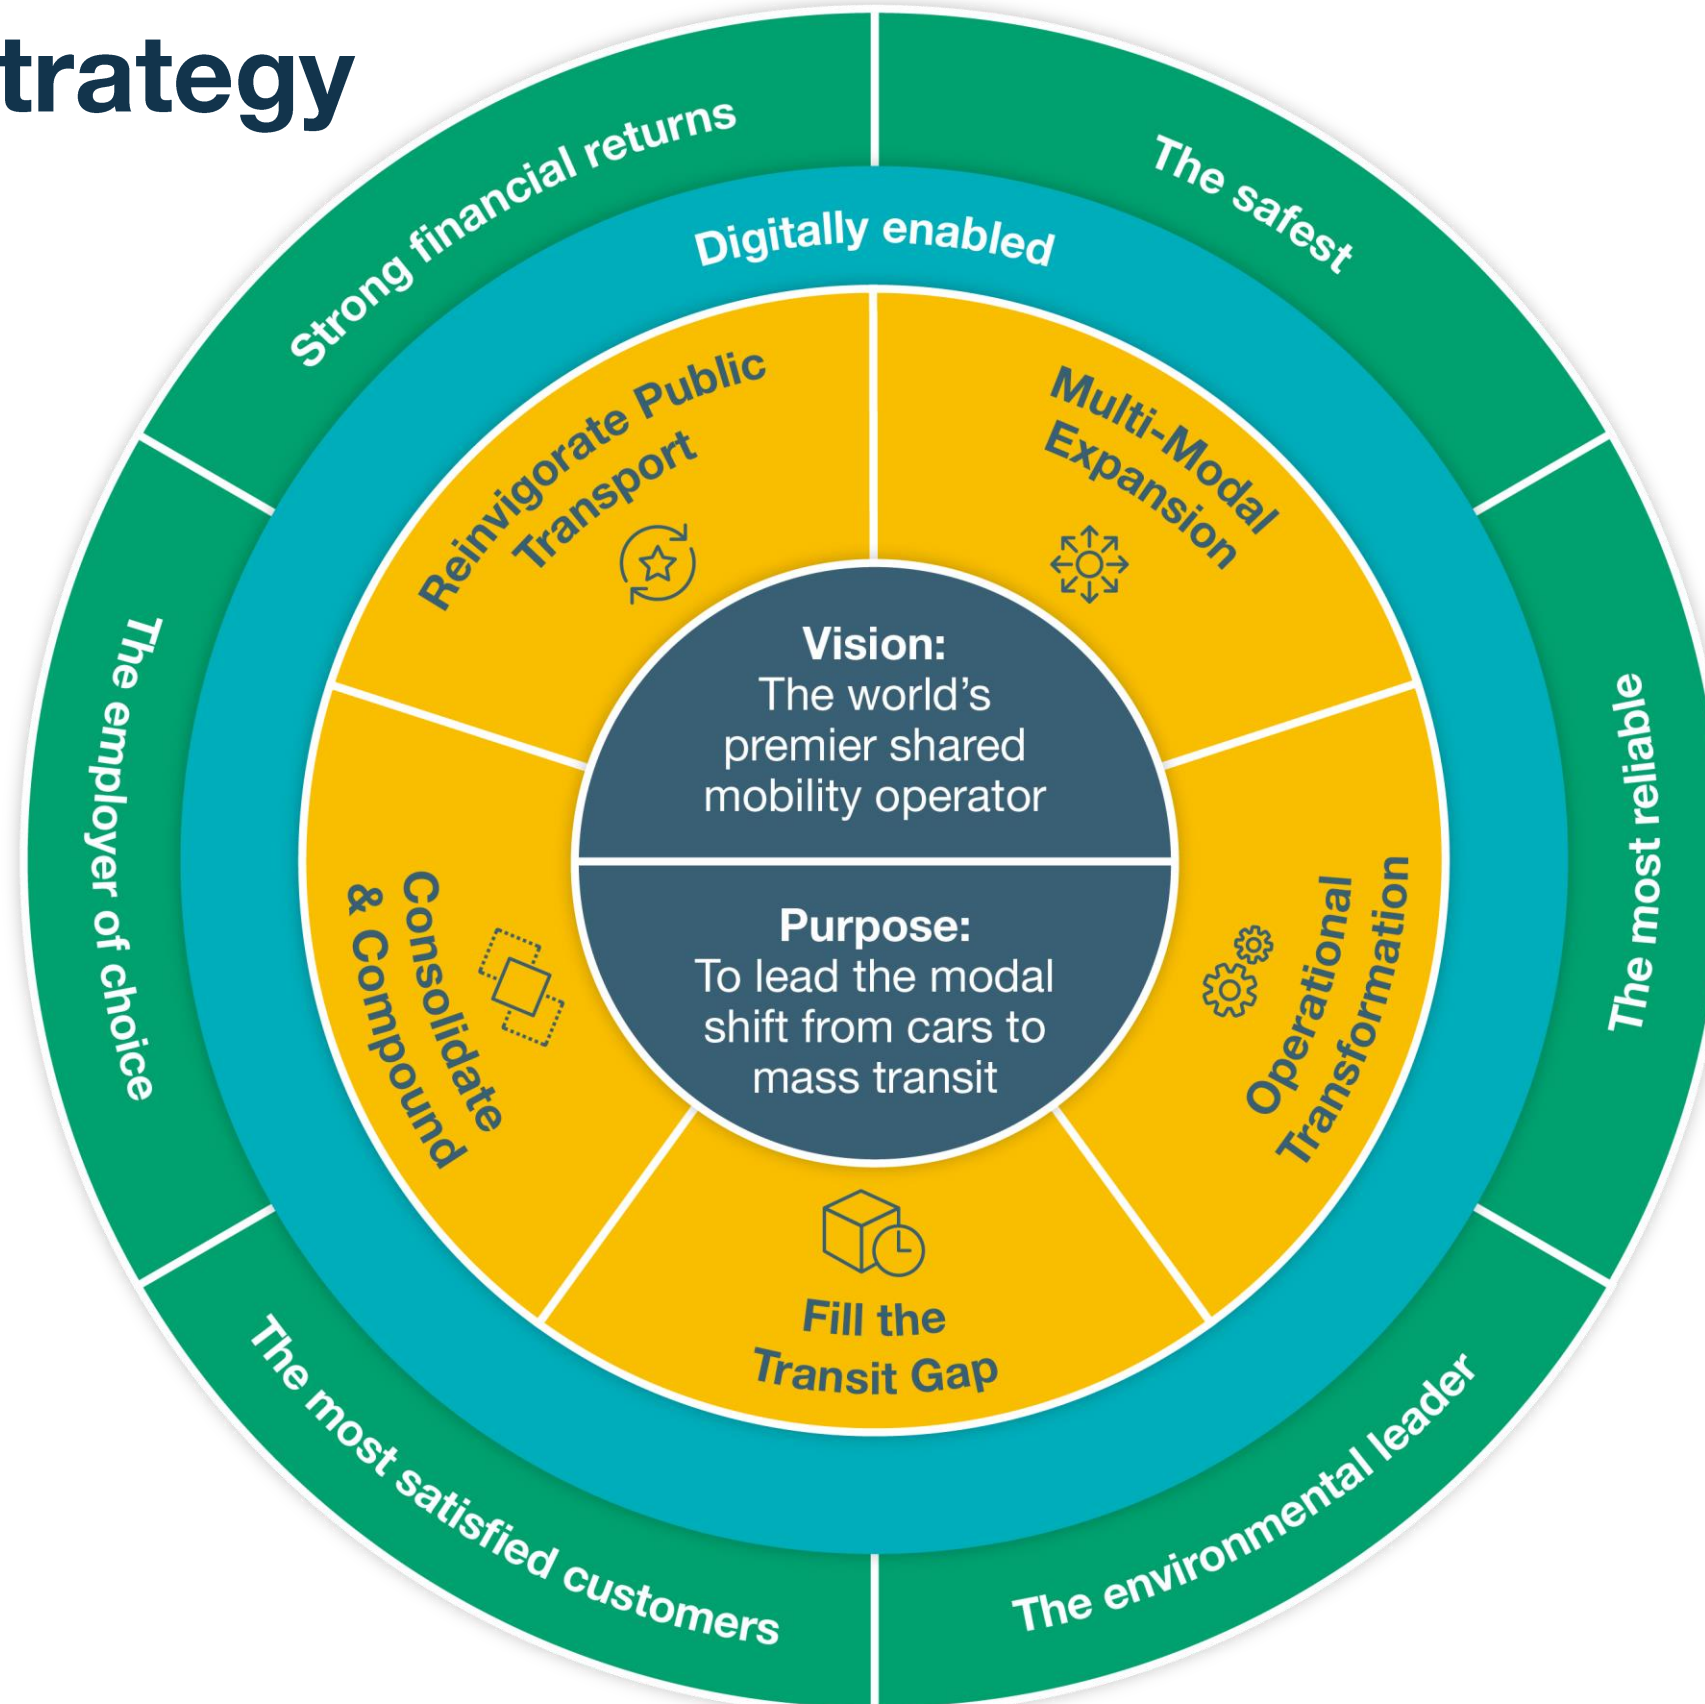 trategy
Strong financial returns
The safest
The most reliable
The environmental leader
The most satisfied customers
The employer of choice
Digitally enabled
Reinvigorate Public
Transport
Multi-Modal
Expansion
Operational
Transformation
Fill the
Transit Gap
Consolidate
& Compound
Vision:
The world’s
premier shared
mobility operator
Purpose:
To lead the modal
shift from cars to
mass transit